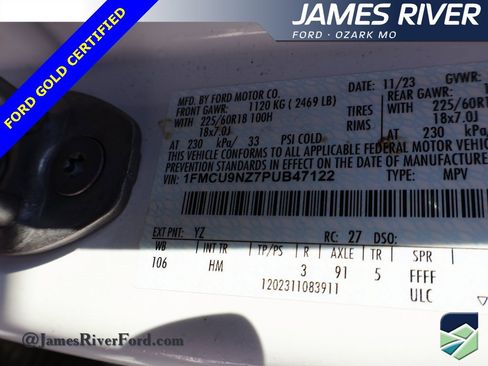 JAMES RIVER
FORD · OZARK MO
FORD GOLD CERTIFIED
MFD. BY FORD MOTOR CO. 11/23 GVWR:
FRONT GAWR: 1120 KG ( 2469 LB) REAR GAWR:
WITH 225/60R18 100H TIRES 225/60R
18x7.0J RIMS 18x7.0J
AT 230 kPa/ 33 PSI COLD AT 230 kPa/
THIS VEHICLE CONFORMS TO ALL APPLICABLE FEDERAL MOTOR VEHICLE
PREVENTION STANDARDS IN EFFECT ON THE DATE OF MANUFACTURE
1FMCU9NZ7PUB47122 TYPE: MPV
EXT PNT: YZ RC: 27 DSO:
WB INT TR TP/PS R AXLE TR SPR
106 HM 3 91 5 FFFF
1202311083911 ULC
@JamesRiverFord.com